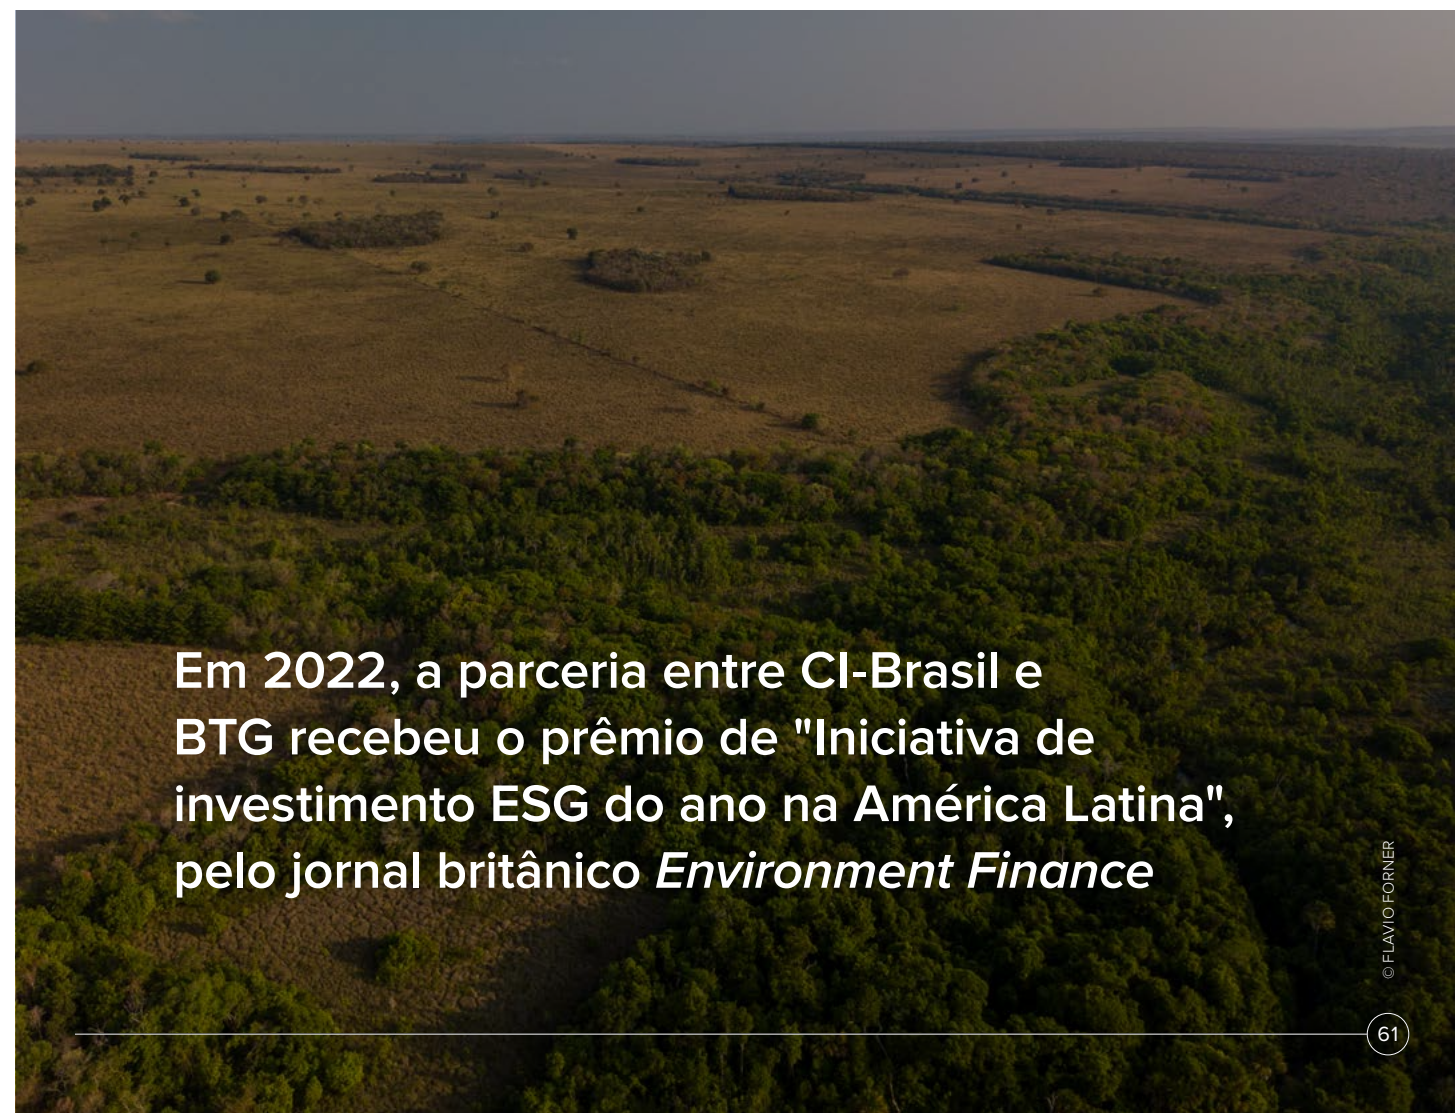 Em 2022, a parceria entre CI-Brasil e
BTG recebeu o prêmio de "Iniciativa de
investimento ESG do ano na América Latina",
pelo jornal britânico Environment Finance
© FLAVIO FORNER
61